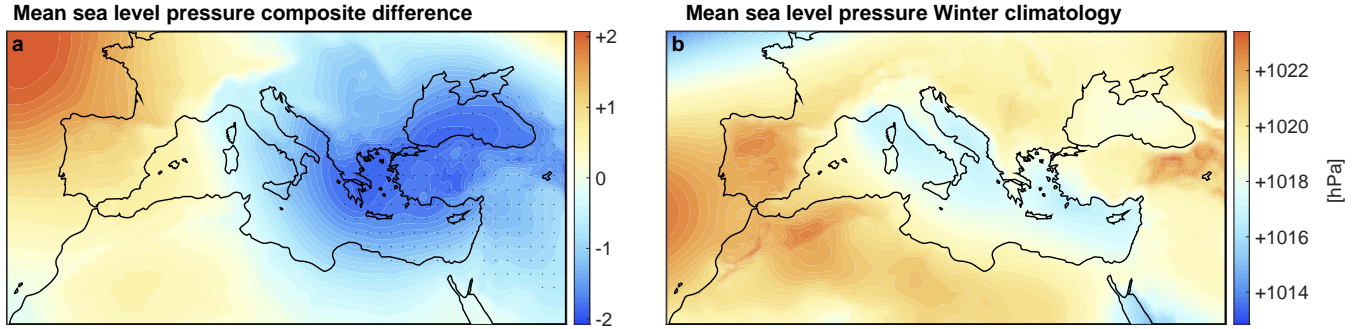 Mean sea level pressure composite difference
a
+2
+1
0
-1
-2
Mean sea level pressure Winter climatology
b
+1022
+1020
+1018
+1016
+1014
[hPa]